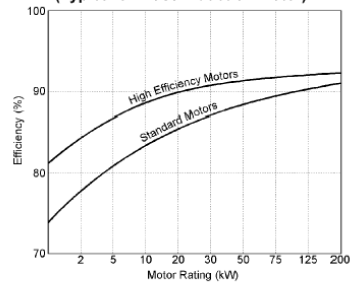 100
90
80
70
Efficiency (%)
High Efficiency Motors
Standard Motors
2 5 10 20 30 50 75 125 200
Motor Rating (kW)